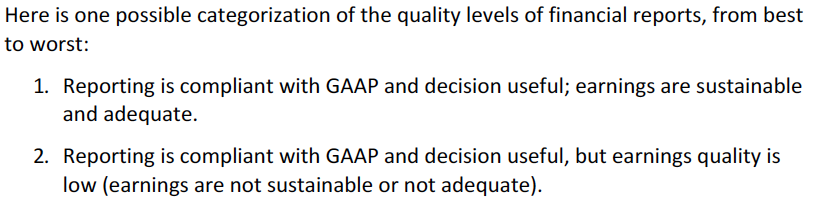 Here is one possible categorization of the quality levels of financial reports, from best
to worst:
1. Reporting is compliant with GAAP and decision useful; earnings are sustainable
and adequate.
2. Reporting is compliant with GAAP and decision useful, but earnings quality is
low (earnings are not sustainable or not adequate).